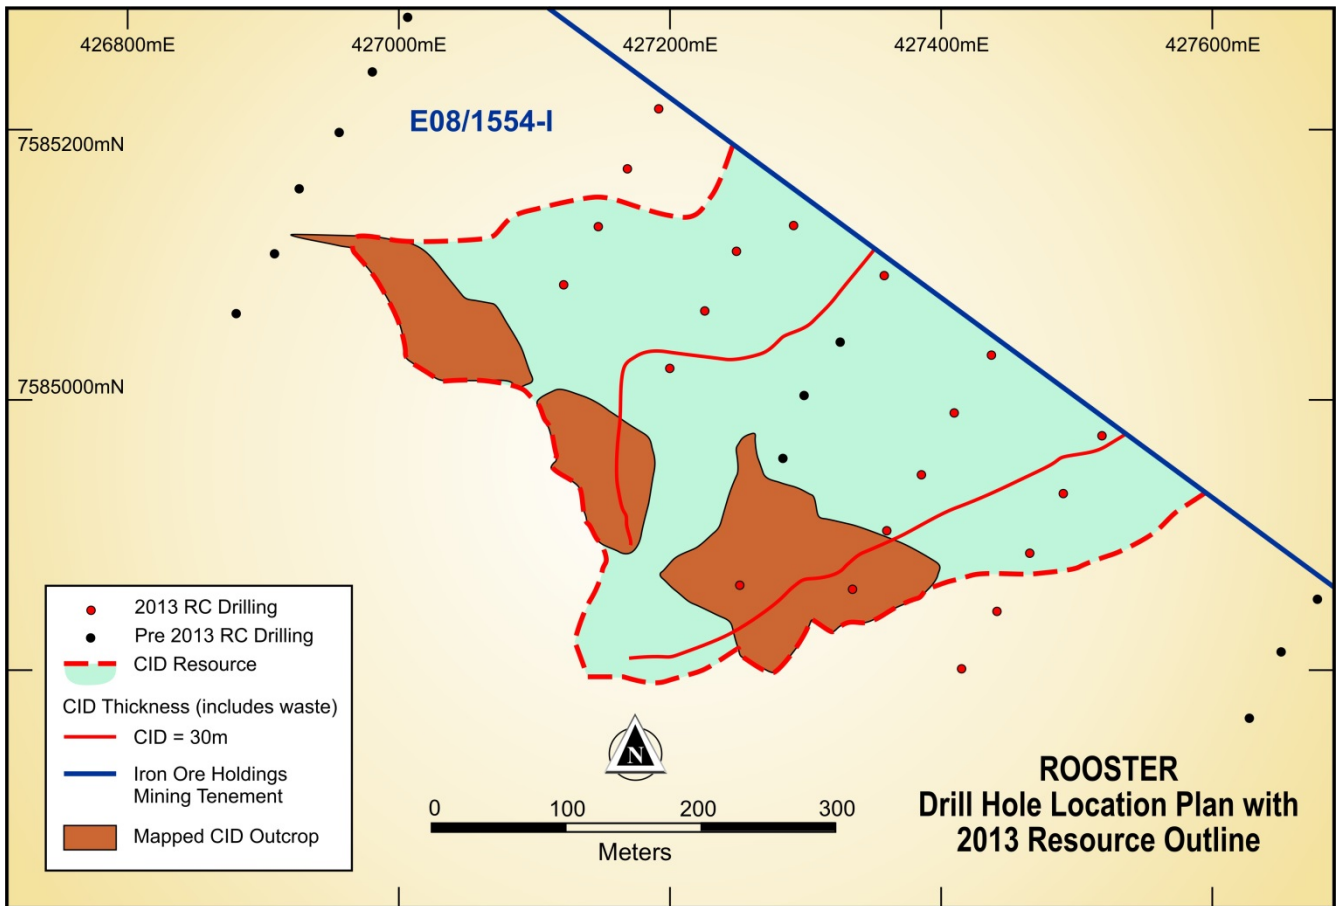 426800mE
427000mE
427200mE
427400mE
427600mE
E08/1554-I
7585200mN
7585000mN
2013 RC Drilling
Pre 2013 RC Drilling
CID Resource
CID Thickness (includes waste)
CID = 30m
Iron Ore Holdings
Mining Tenement
Mapped CID Outcrop
N
0
100
200
300
Meters
ROOSTER
Drill Hole Location Plan with
2013 Resource Outline